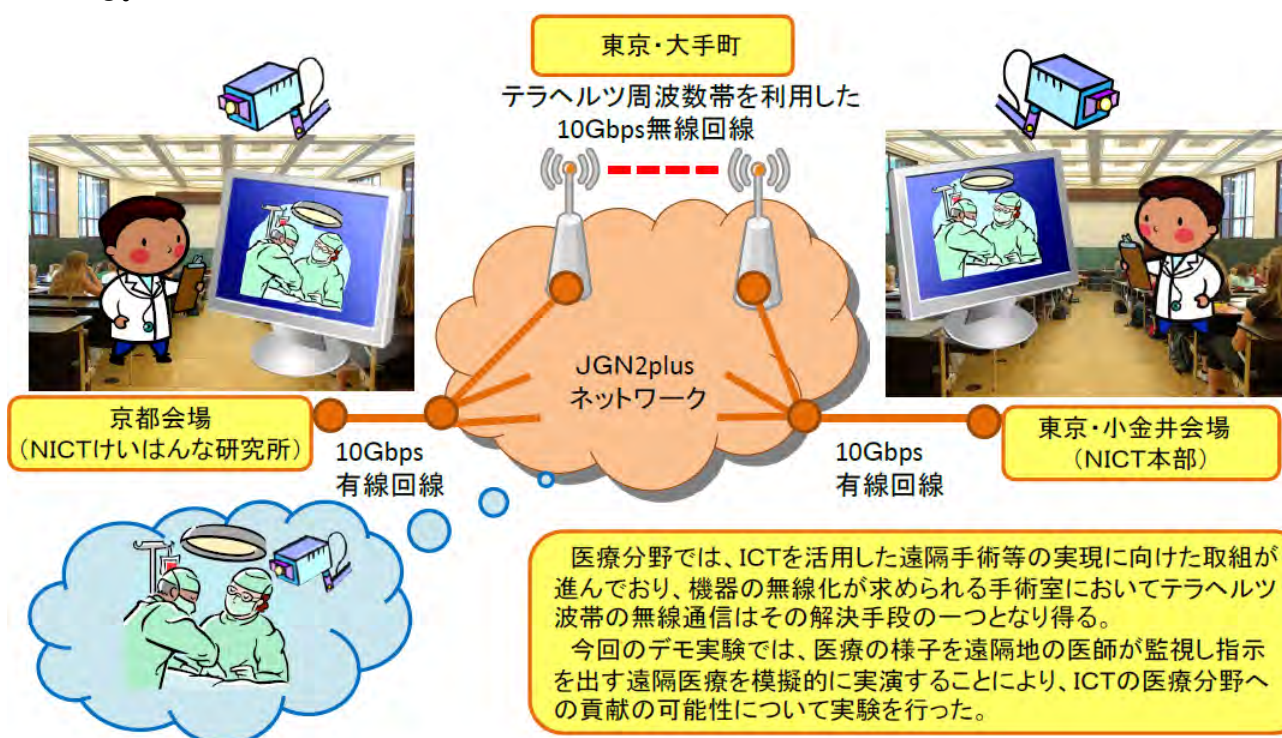 東京・大手町
テラヘルツ周波数帯を利用した
10Gbps無線回線
JGN2plus
ネットワーク
京都会場
（NICTけいはんな研究所）
10Gbps
有線回線
10Gbps
有線回線
東京・小金井会場
（NICT本部）
医療分野では、ICTを活用した遠隔手術等の実現に向けた取組が
進んでおり、機器の無線化が求められる手術室においてテラヘルツ
波帯の無線通信はその解決手段の一つとなり得る。
今回のデモ実験では、医療の様子を遠隔地の医師が監視し指示
を出す遠隔医療を模擬的に実演することにより、ICTの医療分野へ
の貢献の可能性について実験を行った。